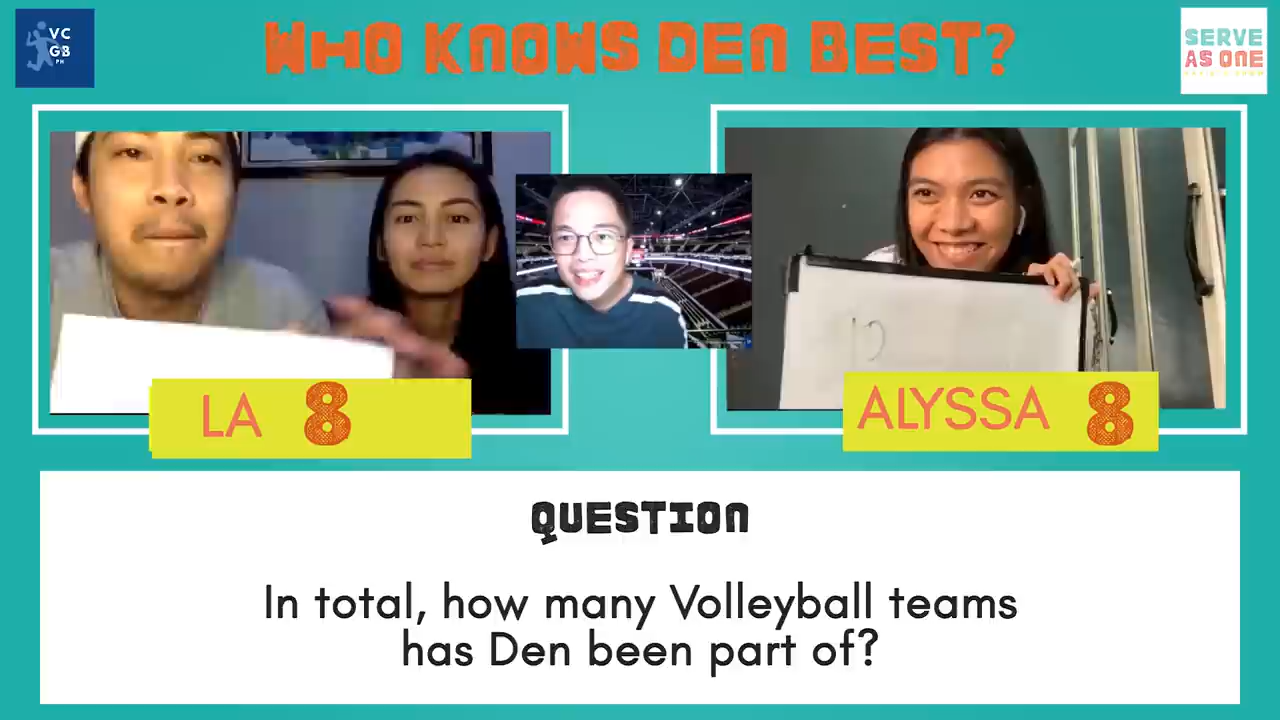 VC
GB
PH
WHO KNOWS DEN BEST?
SERVE
AS ONE
LA 8
ALYSSA 8
QUESTION
In total, how many Volleyball teams
has Den been part of?